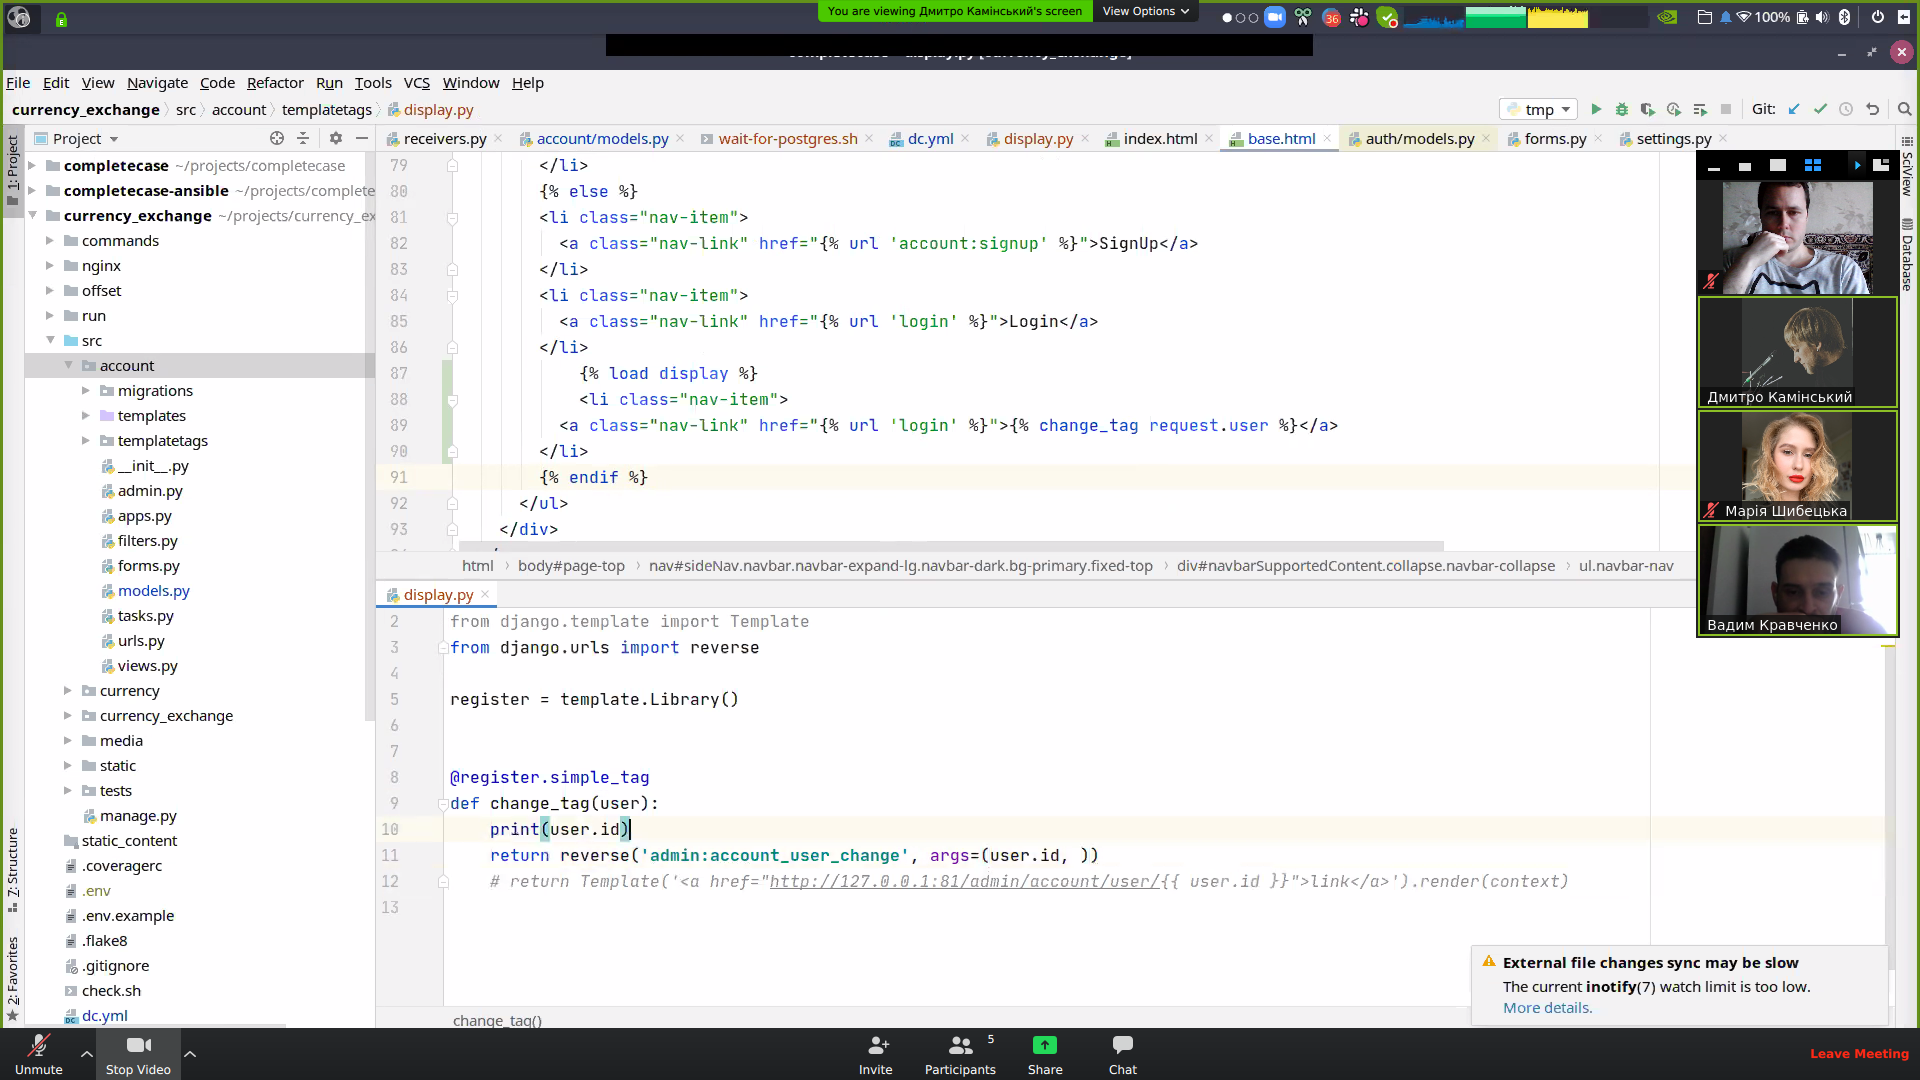 You are viewing Дмитро Камінський's screen
View Options
36
100%
File Edit View Navigate Code Refactor Run Tools VCS Window Help
currency_exchange src account templatetags display.py
tmp
Git:
Project
receivers.py account/models.py wait-for-postgres.sh dc.yml display.py index.html base.html auth/models.py forms.py settings.py
1: Project
7: Structure
2: Favorites
SciView
Database
completecase ~/projects/completecase
completecase-ansible ~/projects/complete
currency_exchange ~/projects/currency_ex
commands
nginx
offset
run
src
account
migrations
templates
templatetags
__init__.py
admin.py
apps.py
filters.py
forms.py
models.py
tasks.py
urls.py
views.py
currency
currency_exchange
media
static
tests
manage.py
static_content
.coveragerc
.env
.env.example
.flake8
.gitignore
check.sh
dc.yml
79 </li>
80 {% else %}
81 <li class="nav-item">
82 <a class="nav-link" href="{% url 'account:signup' %}">SignUp</a>
83 </li>
84 <li class="nav-item">
85 <a class="nav-link" href="{% url 'login' %}">Login</a>
86 </li>
87 {% load display %}
88 <li class="nav-item">
89 <a class="nav-link" href="{% url 'login' %}">{% change_tag request.user %}</a>
90 </li>
91 {% endif %}
92 </ul>
93 </div>
html body#page-top nav#sideNav.navbar.navbar-expand-lg.navbar-dark.bg-primary.fixed-top div#navbarSupportedContent.collapse.navbar-collapse ul.navbar-nav
display.py
2 from django.template import Template
3 from django.urls import reverse
4
5 register = template.Library()
6
7
8 @register.simple_tag
9 def change_tag(user):
10 print(user.id)
11 return reverse('admin:account_user_change', args=(user.id, ))
12 # return Template('<a href="http://127.0.0.1:81/admin/account/user/{{ user.id }}">link</a>').render(context)
13
change_tag()
Дмитро Камінський
Марія Шибецька
Вадим Кравченко
External file changes sync may be slow
The current inotify(7) watch limit is too low.
More details.
Unmute
Stop Video
Invite
Participants 5
Share
Chat
Leave Meeting